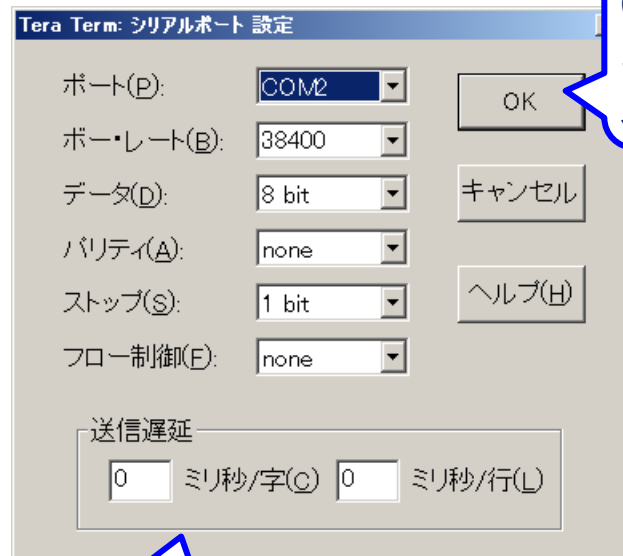 Tera Term: シリアルポート 設定
ポート(P): COM2 OK
ボー・レート(B): 38400
データ(D): 8 bit キャンセル
パリティ(A): none
ストップ(S): 1 bit ヘルプ(H)
フロー制御(F): none
送信遅延
0 ミリ秒/字(C) 0 ミリ秒/行(L)